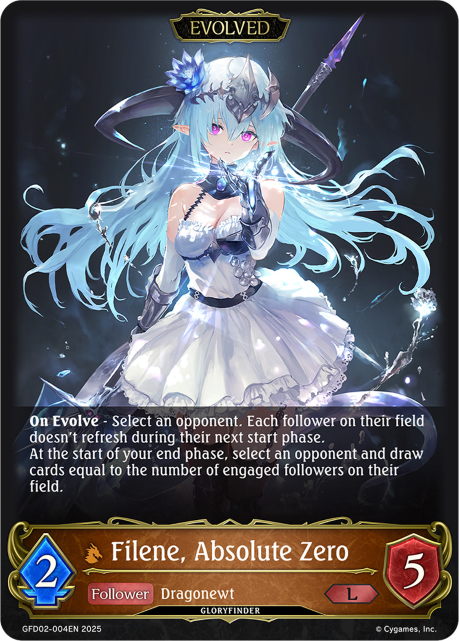 EVOLVED
On Evolve - Select an opponent. Each follower on their field
doesn't refresh during their next start phase.
At the start of your end phase, select an opponent and draw
cards equal to the number of engaged followers on their
field.
Filene, Absolute Zero
2
Follower Dragonewt L
5
GLORYFINDER
GFD02-004EN 2025 © Cygames, Inc.